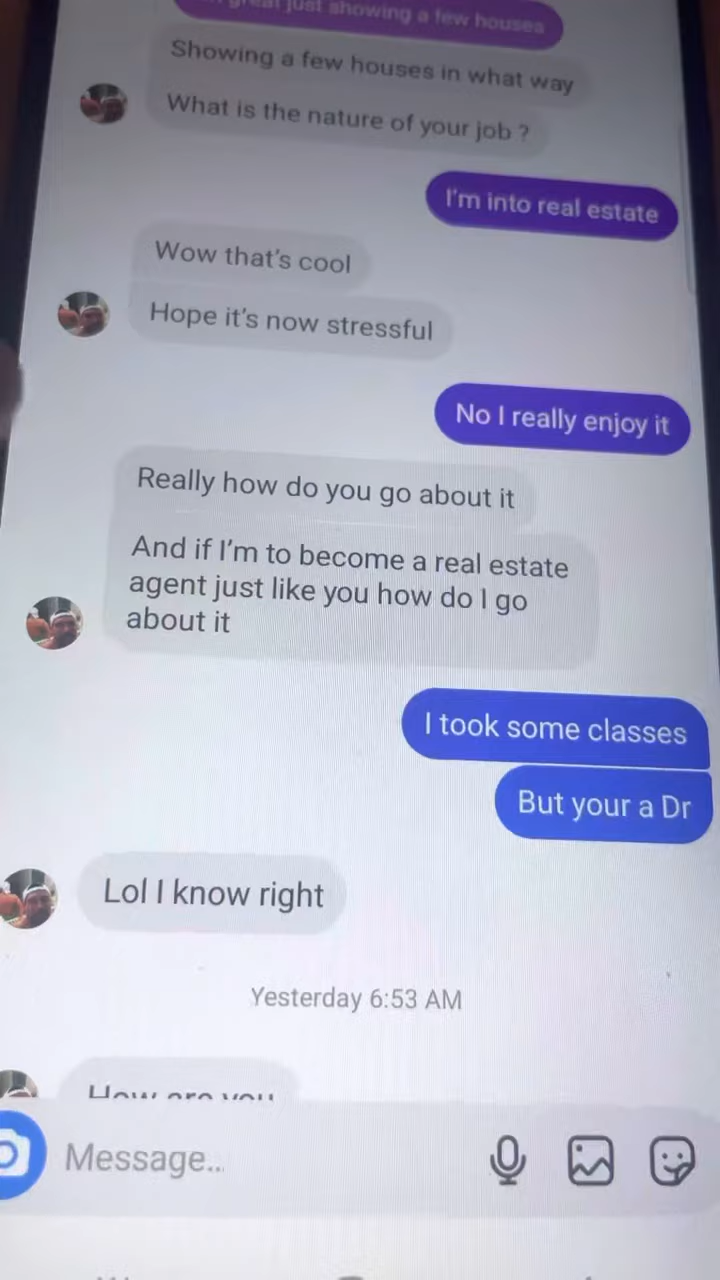 great just showing a few houses
Showing a few houses in what way
What is the nature of your job ?
I'm into real estate
Wow that's cool
Hope it's now stressful
No I really enjoy it
Really how do you go about it
And if I'm to become a real estate
agent just like you how do I go
about it
I took some classes
But your a Dr
Lol I know right
Yesterday 6:53 AM
How are you
Message...